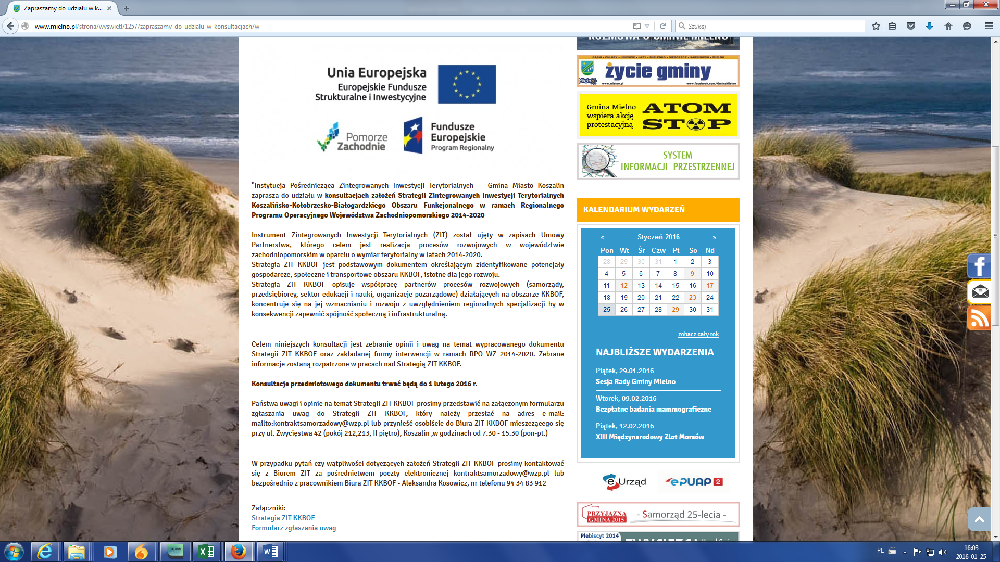 Zapraszamy do udziału w k...
www.mielno.pl/strona/wyswietl/1257/zapraszamy-do-udzialu-w-konsultacjach/w
Szukaj
Unia Europejska
Europejskie Fundusze
Strukturalne i Inwestycyjne
Pomorze
Zachodnie
Fundusze
Europejskie
Program Regionalny
"Instytucja Pośrednicząca Zintegrowanych Inwestycji Terytorialnych - Gmina Miasto Koszalin
zaprasza do udziału w konsultacjach założeń Strategii Zintegrowanych Inwestycji Terytorialnych
Koszalińsko-Kołobrzesko-Białogardzkiego Obszaru Funkcjonalnego w ramach Regionalnego
Programu Operacyjnego Województwa Zachodniopomorskiego 2014-2020
Instrument Zintegrowanych Inwestycji Terytorialnych (ZIT) został ujęty w zapisach Umowy
Partnerstwa, którego celem jest realizacja procesów rozwojowych w województwie
zachodniopomorskim w oparciu o wymiar terytorialny w latach 2014-2020.
Strategia ZIT KKBOF jest podstawowym dokumentem określającym zidentyfikowane potencjały
gospodarcze, społeczne i transportowe obszaru KKBOF, istotne dla jego rozwoju.
Strategia ZIT KKBOF opisuje współpracę partnerów procesów rozwojowych (samorządy,
przedsiębiorcy, sektor edukacji i nauki, organizacje pozarządowe) działających na obszarze KKBOF,
koncentruje się na jej wzmacnianiu i rozwoju z uwzględnieniem regionalnych specjalizacji by w
konsekwencji zapewnić spójność społeczną i infrastrukturalną.
Celem niniejszych konsultacji jest zebranie opinii i uwag na temat wypracowanego dokumentu
Strategii ZIT KKBOF oraz zakładanej formy interwencji w ramach RPO WZ 2014-2020. Zebrane
informacje zostaną rozpatrzone w pracach nad Strategią ZIT KKBOF.
Konsultacje przedmiotowego dokumentu trwać będą do 1 lutego 2016 r.
Państwa uwagi i opinie na temat Strategii ZIT KKBOF prosimy przedstawić na załączonym formularzu
zgłaszania uwag do Strategii ZIT KKBOF, który należy przesłać na adres e-mail:
mailto:kontraktsamorzadowy@wzp.pl lub przynieść osobiście do Biura ZIT KKBOF mieszczącego się
przy ul. Zwycięstwa 42 (pokój 212,213, II piętro), Koszalin ,w godzinach od 7.30 - 15.30 (pon-pt.)
W przypadku pytań czy wątpliwości dotyczących założeń Strategii ZIT KKBOF prosimy kontaktować
się z Biurem ZIT za pośrednictwem poczty elektronicznej kontraktsamorzadowy@wzp.pl lub
bezpośrednio z pracownikiem Biura ZIT KKBOF - Aleksandra Kosowicz, nr telefonu 94 34 83 912
Załączniki:
Strategia ZIT KKBOF
Formularz zgłaszania uwag
ROZMOWA O GMINIE MIELNO
GĄSKI • CHŁOPY • UNIEŚCIE • ŁAZY • MIELENKO • NIEGOSZCZ • SARBINOWO • MIELNO
życie gminy
Mielno
www.mielno.pl www.facebook.com/GminaMielno
Gmina Mielno
wspiera akcję
protestacyjną
ATOM
STOP
SYSTEM
INFORMACJI PRZESTRZENNEJ
KALENDARIUM WYDARZEŃ
« Styczeń 2016 »
Pon Wt Śr Czw Pt So Nd
28 29 30 31 1 2 3
4 5 6 7 8 9 10
11 12 13 14 15 16 17
18 19 20 21 22 23 24
25 26 27 28 29 30 31
zobacz cały rok
NAJBLIŻSZE WYDARZENIA
Piątek, 29.01.2016
Sesja Rady Gminy Mielno
Wtorek, 09.02.2016
Bezpłatne badania mammograficzne
Piątek, 12.02.2016
XIII Międzynarodowy Zlot Morsów
eUrząd
ePUAP 2
PRZYJAZNA
GMINA 2015
- Samorząd 25-lecia -
Plebiscyt 2014
PROTON
PL
16:03
2016-01-25